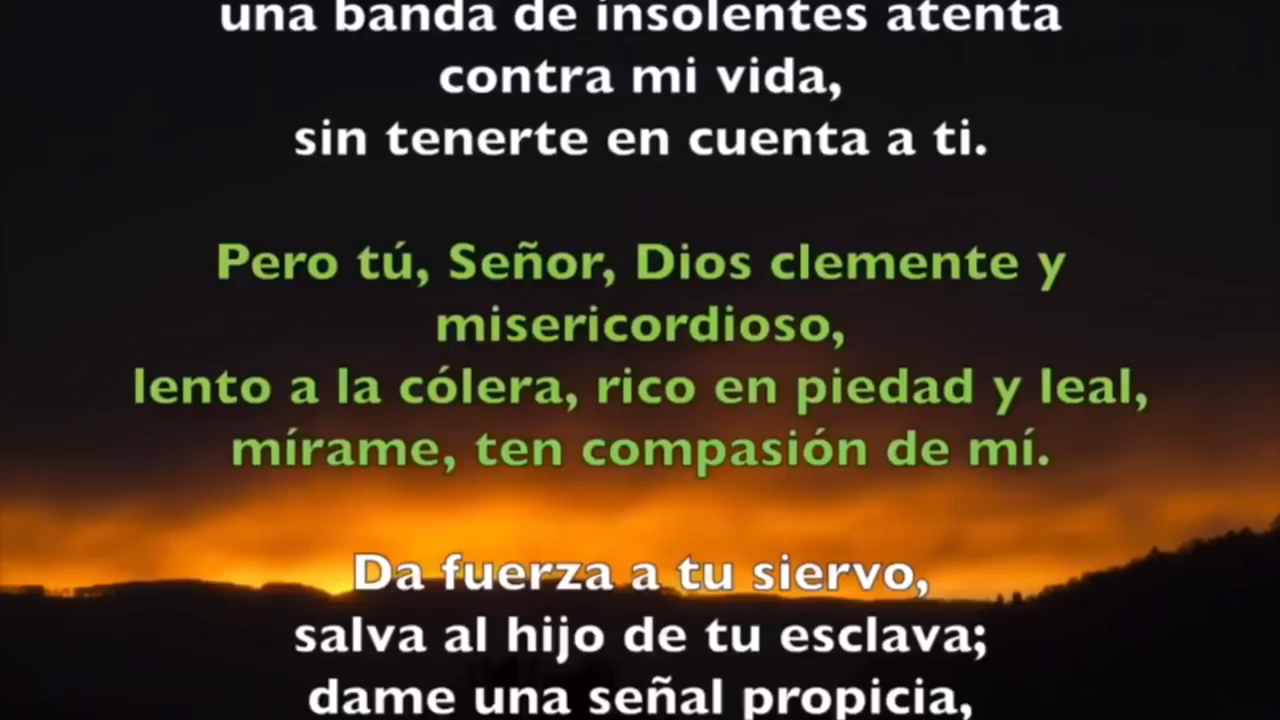 una banda de insolentes atenta
contra mi vida,
sin tenerte en cuenta a ti.
Pero tú, Señor, Dios clemente y
misericordioso,
lento a la cólera, rico en piedad y leal,
mírame, ten compasión de mí.
Da fuerza a tu siervo,
salva al hijo de tu esclava;
dame una señal propicia,